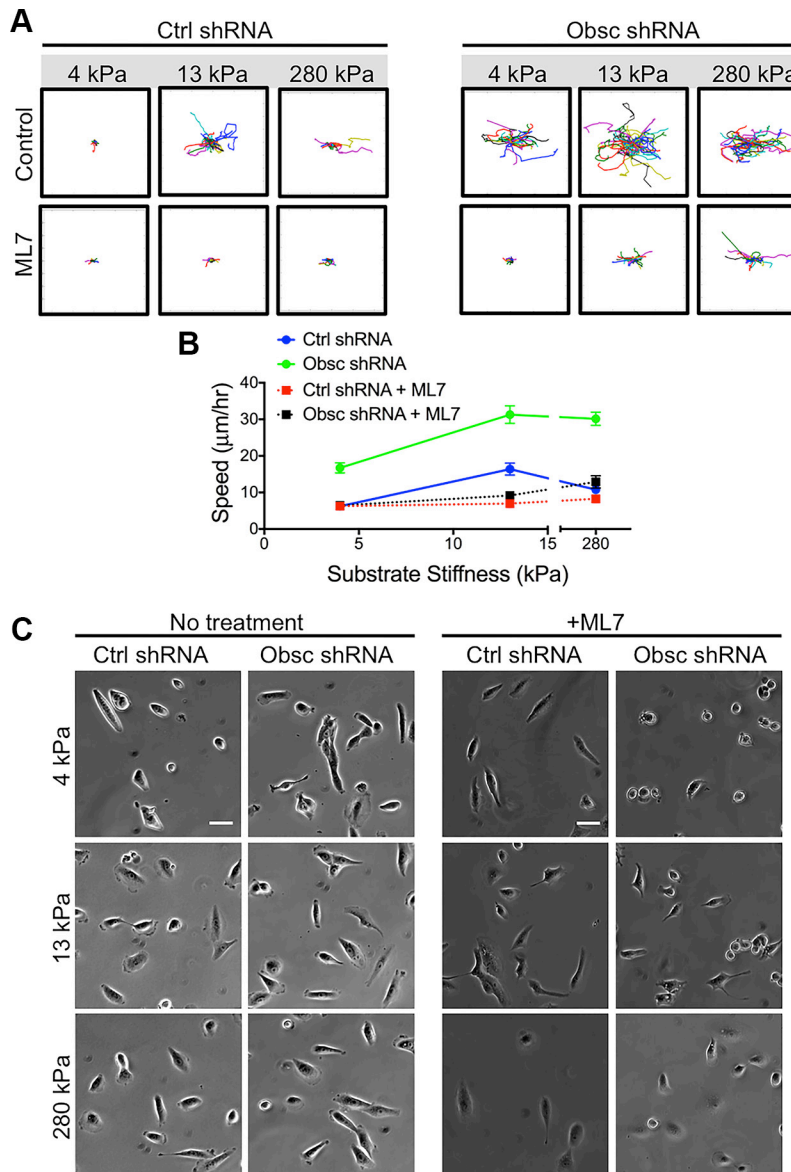 A
Ctrl shRNA
Obsc shRNA
4 kPa 13 kPa 280 kPa
4 kPa 13 kPa 280 kPa
Control
ML7
B
Ctrl shRNA
Obsc shRNA
Ctrl shRNA + ML7
Obsc shRNA + ML7
Speed (μm/hr)
40
30
20
10
0
0 5 10 15 280
Substrate Stiffness (kPa)
C
No treatment
+ML7
Ctrl shRNA Obsc shRNA Ctrl shRNA Obsc shRNA
4 kPa
13 kPa
280 kPa